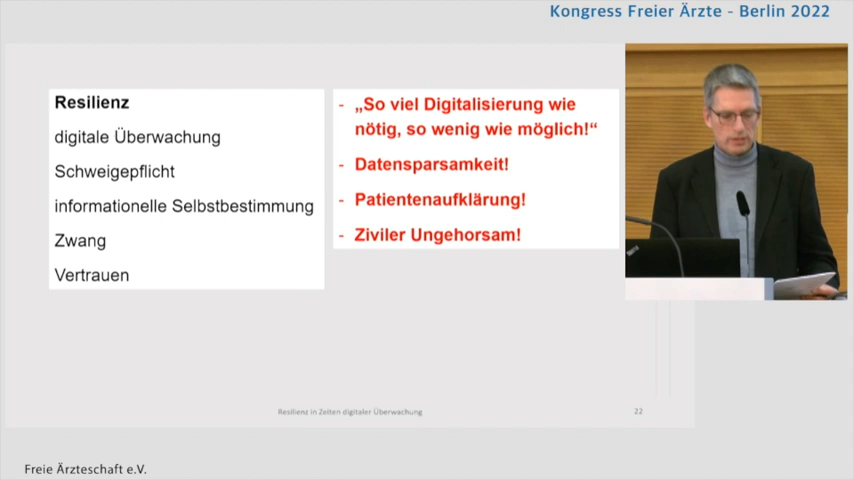 Kongress Freier Ärzte - Berlin 2022
Resilienz
digitale Überwachung
Schweigepflicht
informationelle Selbstbestimmung
Zwang
Vertrauen
- „So viel Digitalisierung wie
nötig, so wenig wie möglich!“
- Datensparsamkeit!
- Patientenaufklärung!
- Ziviler Ungehorsam!
Resilienz in Zeiten digitaler Überwachung
22
Freie Ärzteschaft e.V.